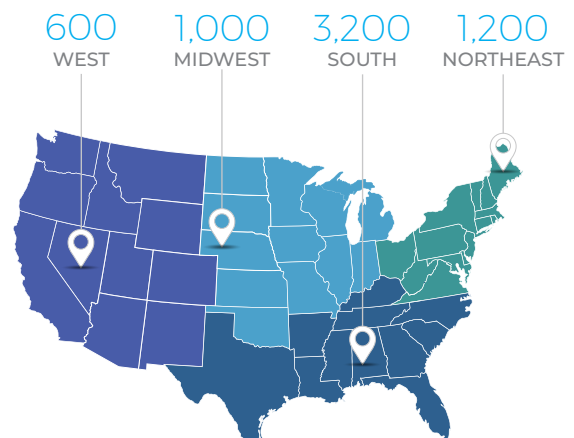 600
WEST
1,000
MIDWEST
3,200
SOUTH
1,200
NORTHEAST